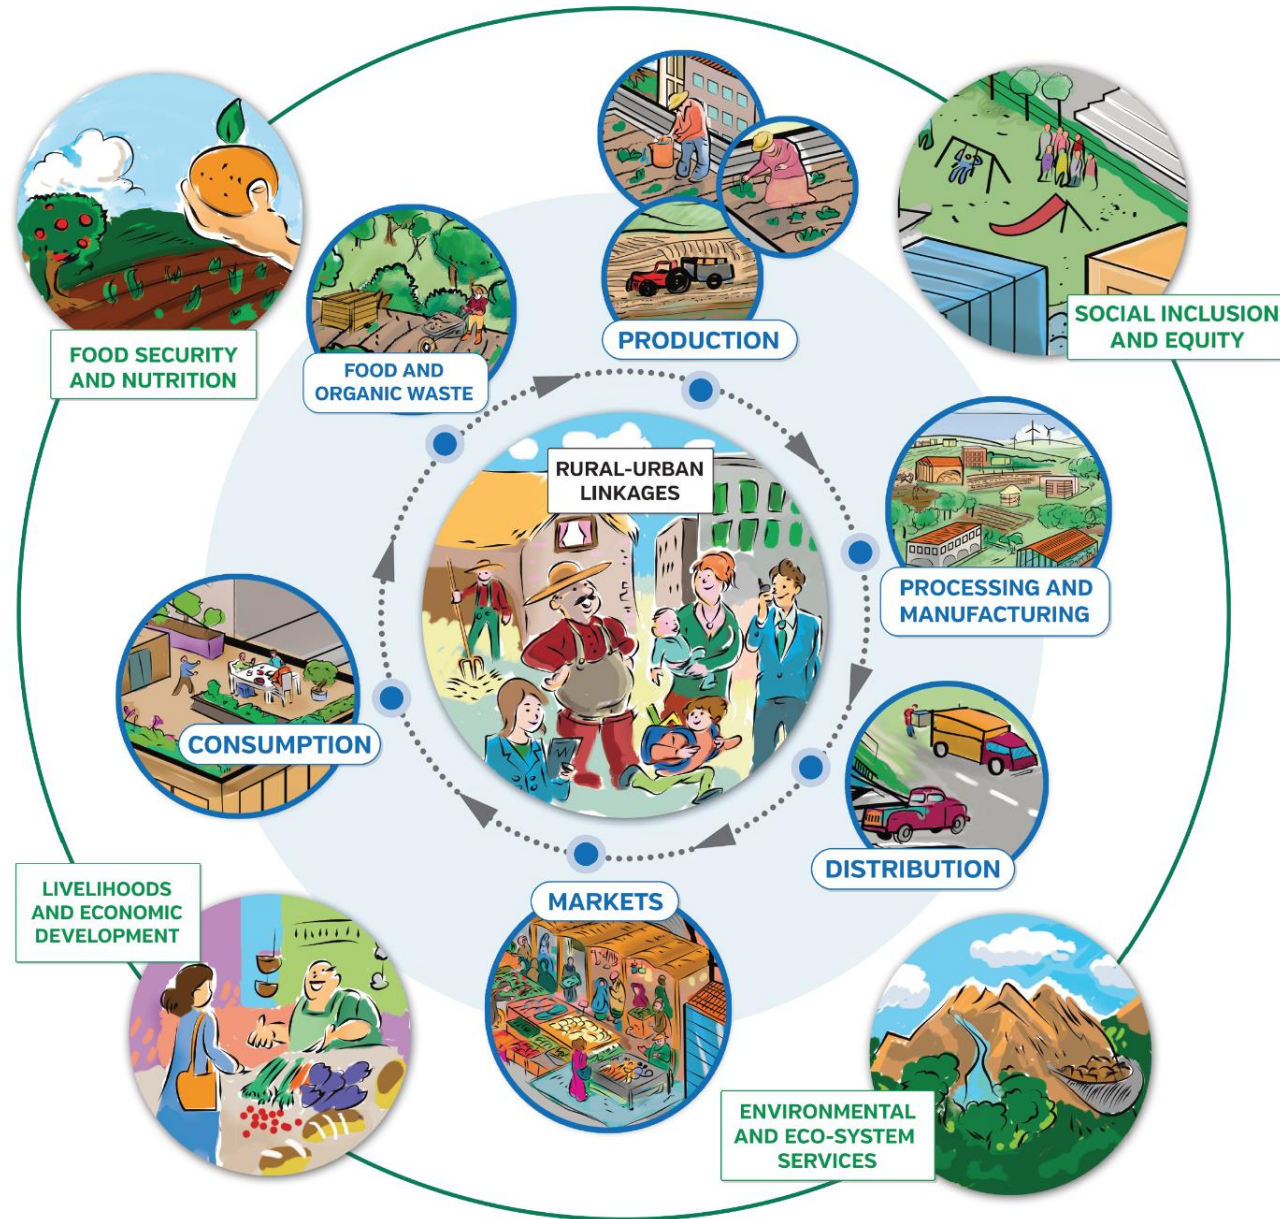 PRODUCTION
SOCIAL INCLUSION
AND EQUITY
FOOD SECURITY
AND NUTRITION
FOOD AND
ORGANIC WASTE
RURAL-URBAN
LINKAGES
PROCESSING AND
MANUFACTURING
CONSUMPTION
DISTRIBUTION
MARKETS
LIVELIHOODS
AND ECONOMIC
DEVELOPMENT
ENVIRONMENTAL
AND ECO-SYSTEM
SERVICES